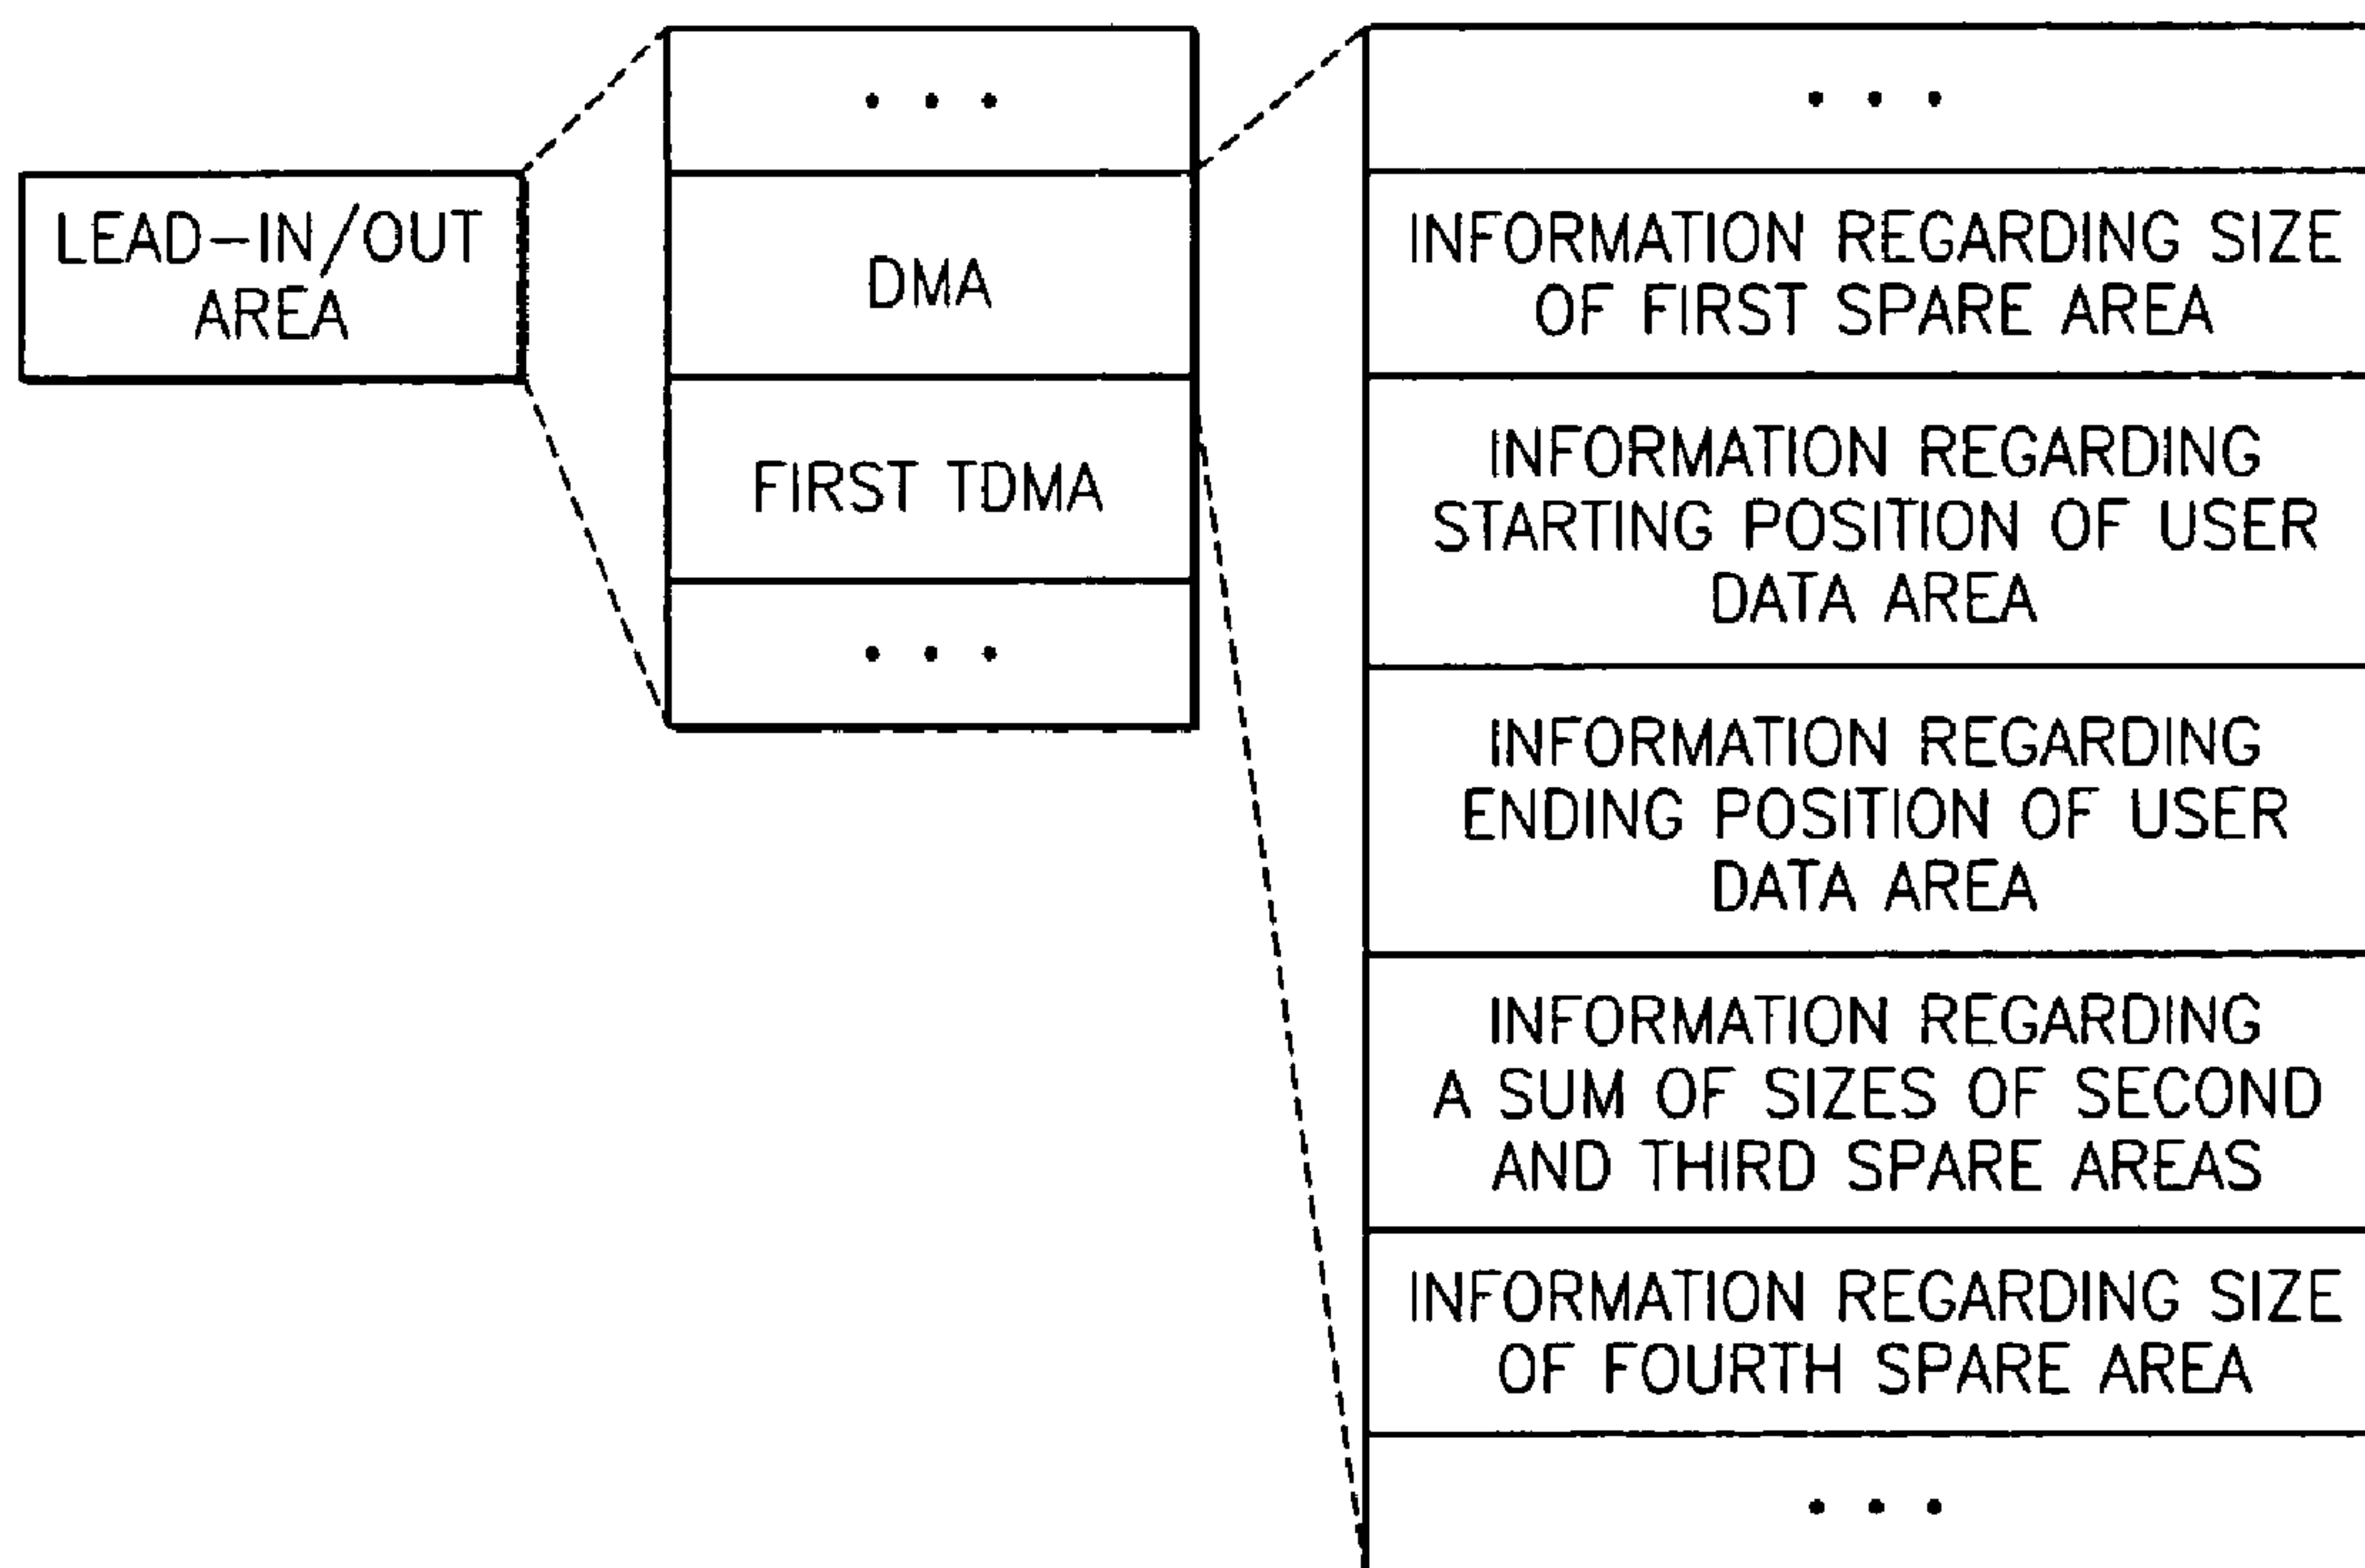 LEAD-IN/OUT
AREA
. . .
DMA
FIRST TDMA
. . .
. . .
INFORMATION REGARDING SIZE
OF FIRST SPARE AREA
INFORMATION REGARDING
STARTING POSITION OF USER
DATA AREA
INFORMATION REGARDING
ENDING POSITION OF USER
DATA AREA
INFORMATION REGARDING
A SUM OF SIZES OF SECOND
AND THIRD SPARE AREAS
INFORMATION REGARDING SIZE
OF FOURTH SPARE AREA
. . .